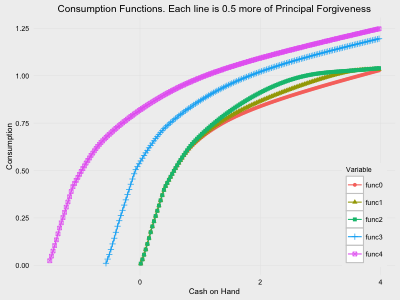 Consumption Functions. Each line is 0.5 more of Principal Forgiveness
1.25
1.00
0.75
0.50
0.25
0.00
Consumption
0
2
4
Cash on Hand
Variable
func0
func1
func2
func3
func4